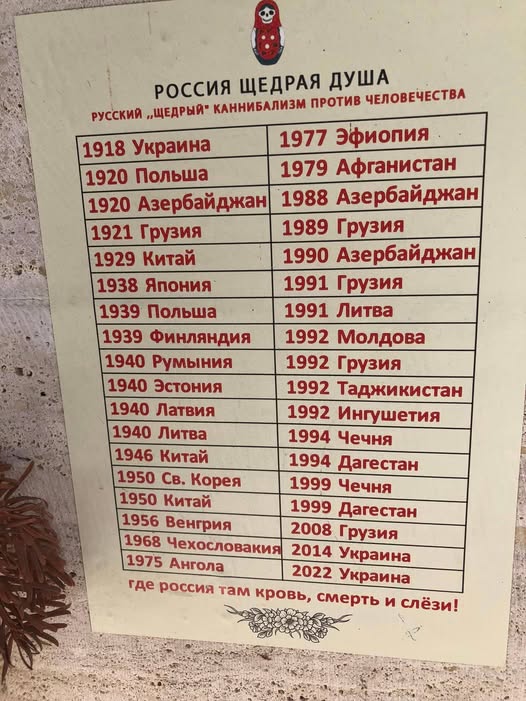 РОССИЯ ЩЕДРАЯ ДУША
РУССКИЙ ,,ЩЕДРЫЙ" КАННИБАЛИЗМ ПРОТИВ ЧЕЛОВЕЧЕСТВА
1918 Украина
1920 Польша
1920 Азербайджан
1921 Грузия
1929 Китай
1938 Япония
1939 Польша
1939 Финляндия
1940 Румыния
1940 Эстония
1940 Латвия
1940 Литва
1946 Китай
1950 Св. Корея
1950 Китай
1956 Венгрия
1968 Чехословакия
1975 Ангола
1977 Эфиопия
1979 Афганистан
1988 Азербайджан
1989 Грузия
1990 Азербайджан
1991 Грузия
1991 Литва
1992 Молдова
1992 Грузия
1992 Таджикистан
1992 Ингушетия
1994 Чечня
1994 Дагестан
1999 Чечня
1999 Дагестан
2008 Грузия
2014 Украина
2022 Украина
где россия там кровь, смерть и слёзи!